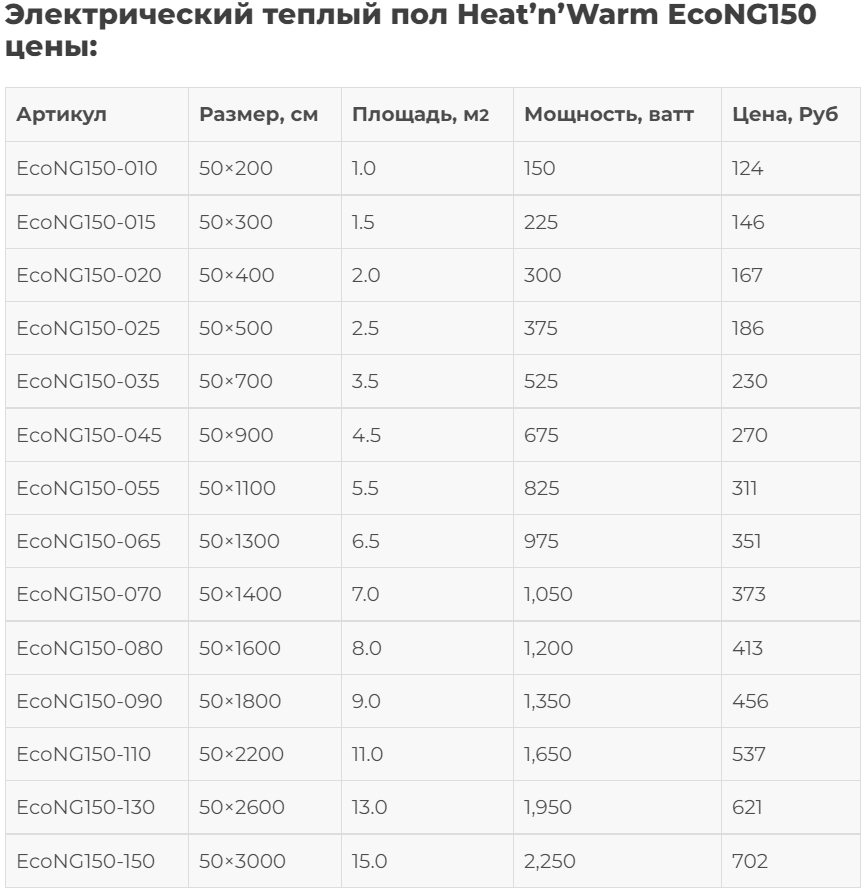 Электрический теплый пол Heat’n’Warm EcoNG150
цены:
Артикул Размер, см Площадь, м2 Мощность, ватт Цена, Руб
EcoNG150-010 50×200 1.0 150 124
EcoNG150-015 50×300 1.5 225 146
EcoNG150-020 50×400 2.0 300 167
EcoNG150-025 50×500 2.5 375 186
EcoNG150-035 50×700 3.5 525 230
EcoNG150-045 50×900 4.5 675 270
EcoNG150-055 50×1100 5.5 825 311
EcoNG150-065 50×1300 6.5 975 351
EcoNG150-070 50×1400 7.0 1,050 373
EcoNG150-080 50×1600 8.0 1,200 413
EcoNG150-090 50×1800 9.0 1,350 456
EcoNG150-110 50×2200 11.0 1,650 537
EcoNG150-130 50×2600 13.0 1,950 621
EcoNG150-150 50×3000 15.0 2,250 702